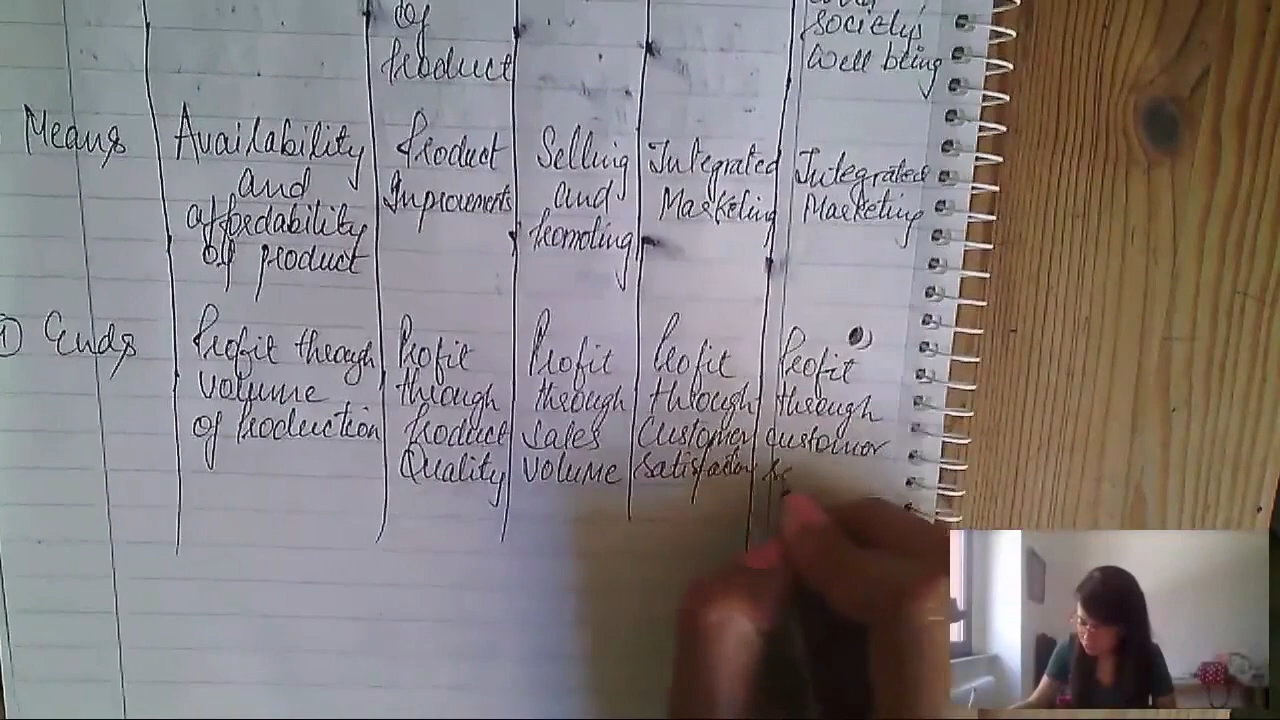 of
product
society's
well being
Means
Availability
and
affordability
of product
Product
Improvements
Selling
and
promoting
Integrated
Marketing
Integrated
Marketing
Ends
Profit through
volume
of production
Profit
through
product
Quality
Profit
through
sales
volume
Profit
through
Customer
satisfaction
Profit
through
customer